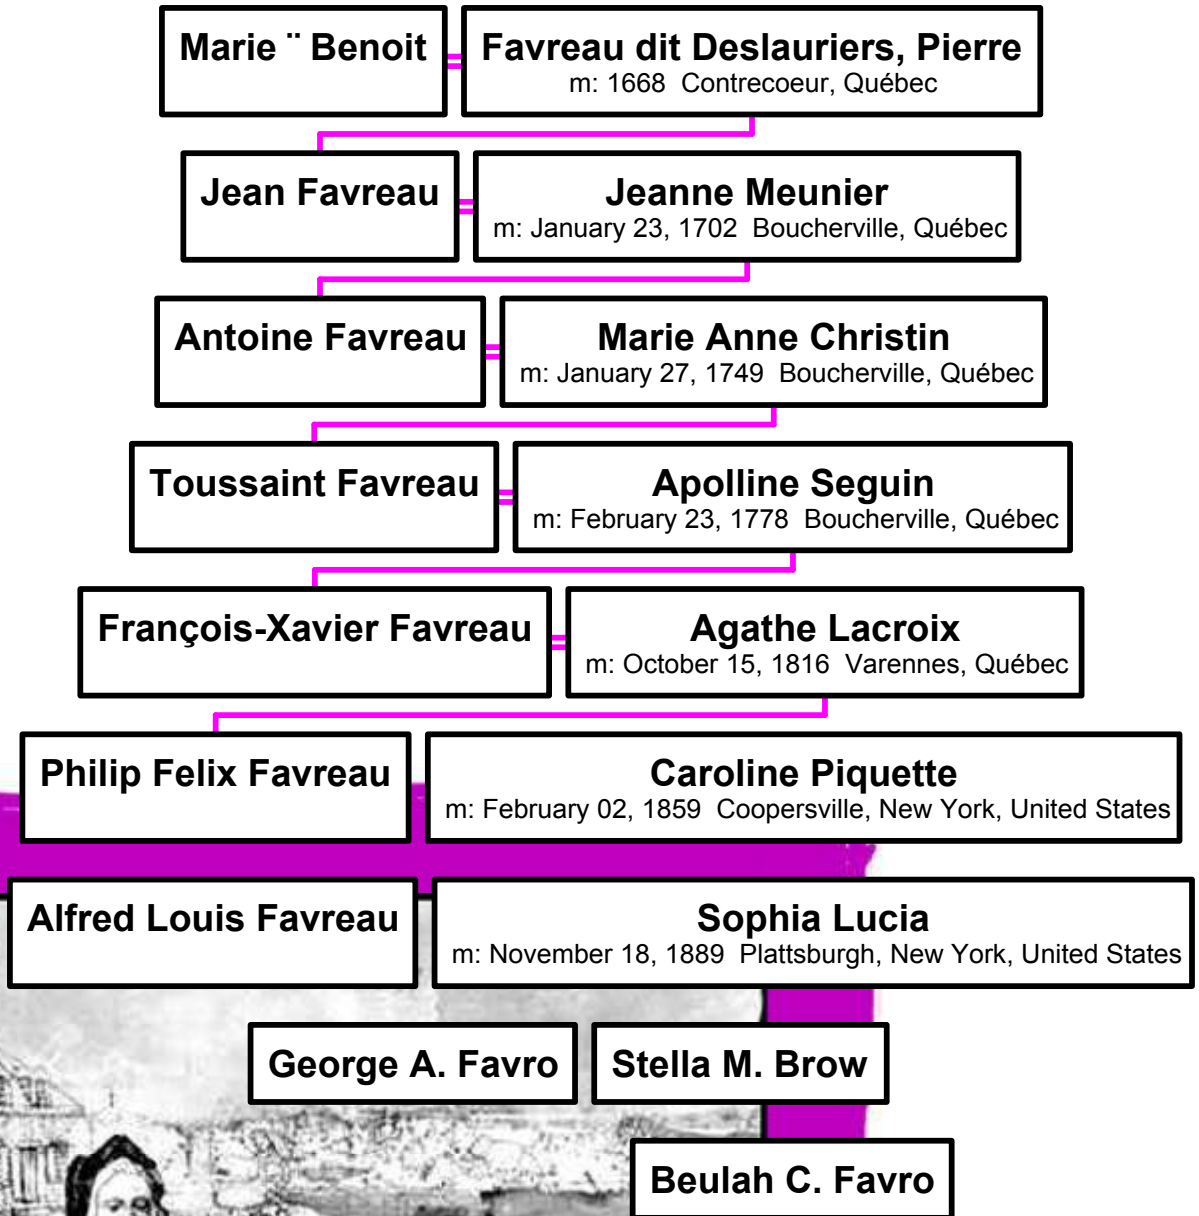 Marie ¨ Benoit
Favreau dit Deslauriers, Pierre
m: 1668 Contrecoeur, Québec
Jean Favreau
Jeanne Meunier
m: January 23, 1702 Boucherville, Québec
Antoine Favreau
Marie Anne Christin
m: January 27, 1749 Boucherville, Québec
Toussaint Favreau
Apolline Seguin
m: February 23, 1778 Boucherville, Québec
François-Xavier Favreau
Agathe Lacroix
m: October 15, 1816 Varennes, Québec
Philip Felix Favreau
Caroline Piquette
m: February 02, 1859 Coopersville, New York, United States
Alfred Louis Favreau
Sophia Lucia
m: November 18, 1889 Plattsburgh, New York, United States
George A. Favro
Stella M. Brow
Beulah C. Favro